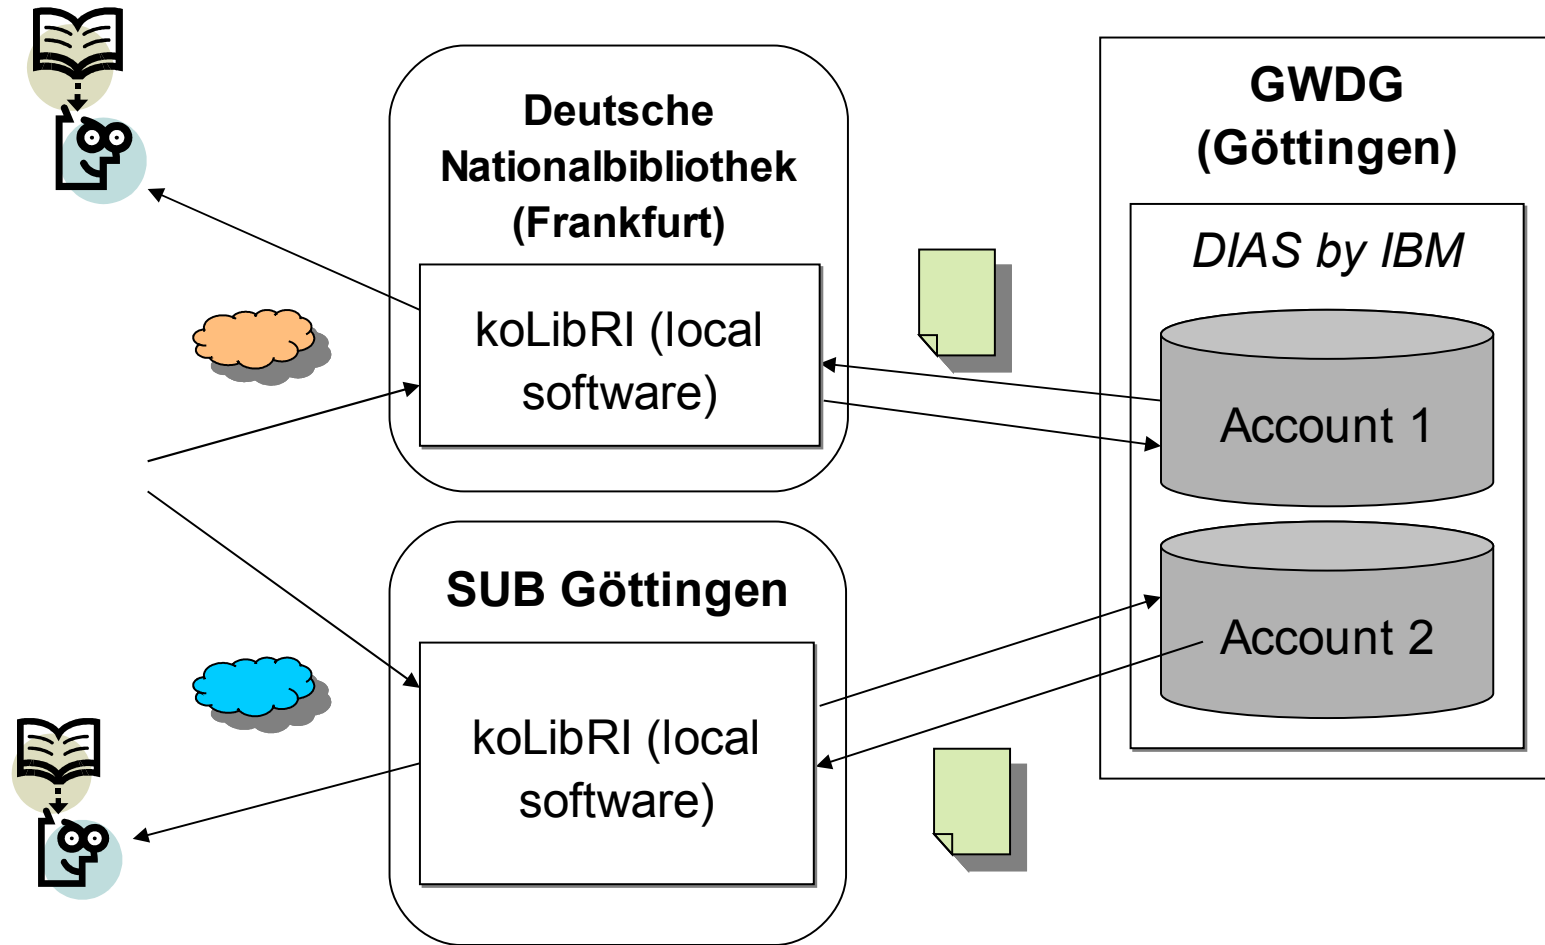 Deutsche
Nationalbibliothek
(Frankfurt)
koLibRI (local
software)
SUB Göttingen
koLibRI (local
software)
GWDG
(Göttingen)
DIAS by IBM
Account 1
Account 2